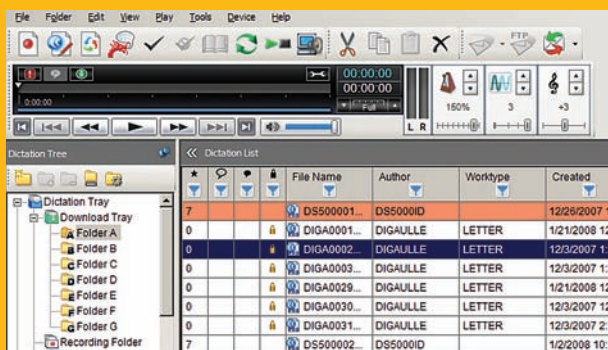 File Folder Edit View Play Tools Device Help
FTP
00:00:00
00:00:00
0:00:00
Full
L R
150% 3 +3
Dictation Tree
Dictation List
File Name Author Worktype Created
Dictation Tray
Download Tray
A Folder A
B Folder B
C Folder C
D Folder D
E Folder E
F Folder F
G Folder G
Recording Folder
7 DS500001... DS5000ID 12/26/2007 1
0 DIGA0001... DIGAULLE LETTER 1/21/2008 12
0 DIGA0002... DIGAULLE LETTER 12/3/2007 1:
0 DIGA0003... DIGAULLE LETTER 12/3/2007 1:
0 DIGA0029... DIGAULLE LETTER 1/21/2008 12
0 DIGA0030... DIGAULLE LETTER 12/3/2007 12
0 DIGA0031... DIGAULLE LETTER 12/3/2007 2:
7 DS500002... DS5000ID 1/2/2008 10: